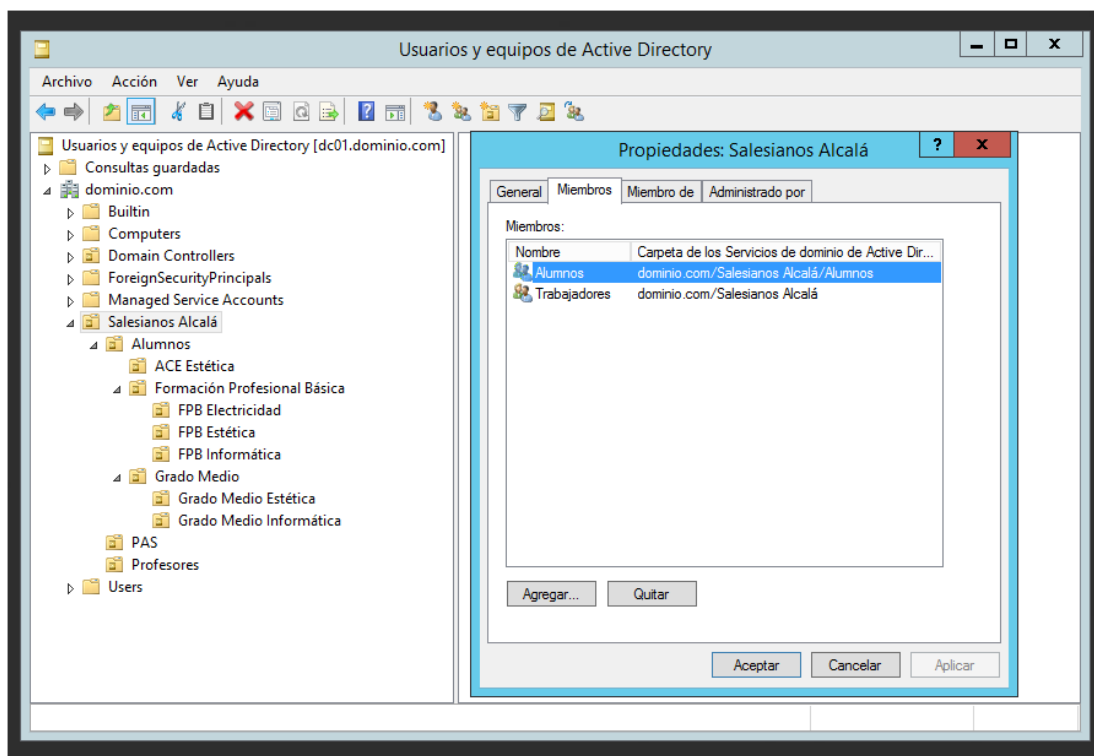 Usuarios y equipos de Active Directory
Archivo Acción Ver Ayuda
Usuarios y equipos de Active Directory [dc01.dominio.com]
Consultas guardadas
dominio.com
Builtin
Computers
Domain Controllers
ForeignSecurityPrincipals
Managed Service Accounts
Salesianos Alcalá
Alumnos
ACE Estética
Formación Profesional Básica
FPB Electricidad
FPB Estética
FPB Informática
Grado Medio
Grado Medio Estética
Grado Medio Informática
PAS
Profesores
Users
Propiedades: Salesianos Alcalá
? x
General Miembros Miembro de Administrado por
Miembros:
Nombre Carpeta de los Servicios de dominio de Active Dir...
Alumnos dominio.com/Salesianos Alcalá/Alumnos
Trabajadores dominio.com/Salesianos Alcalá
Agregar... Quitar
Aceptar Cancelar Aplicar